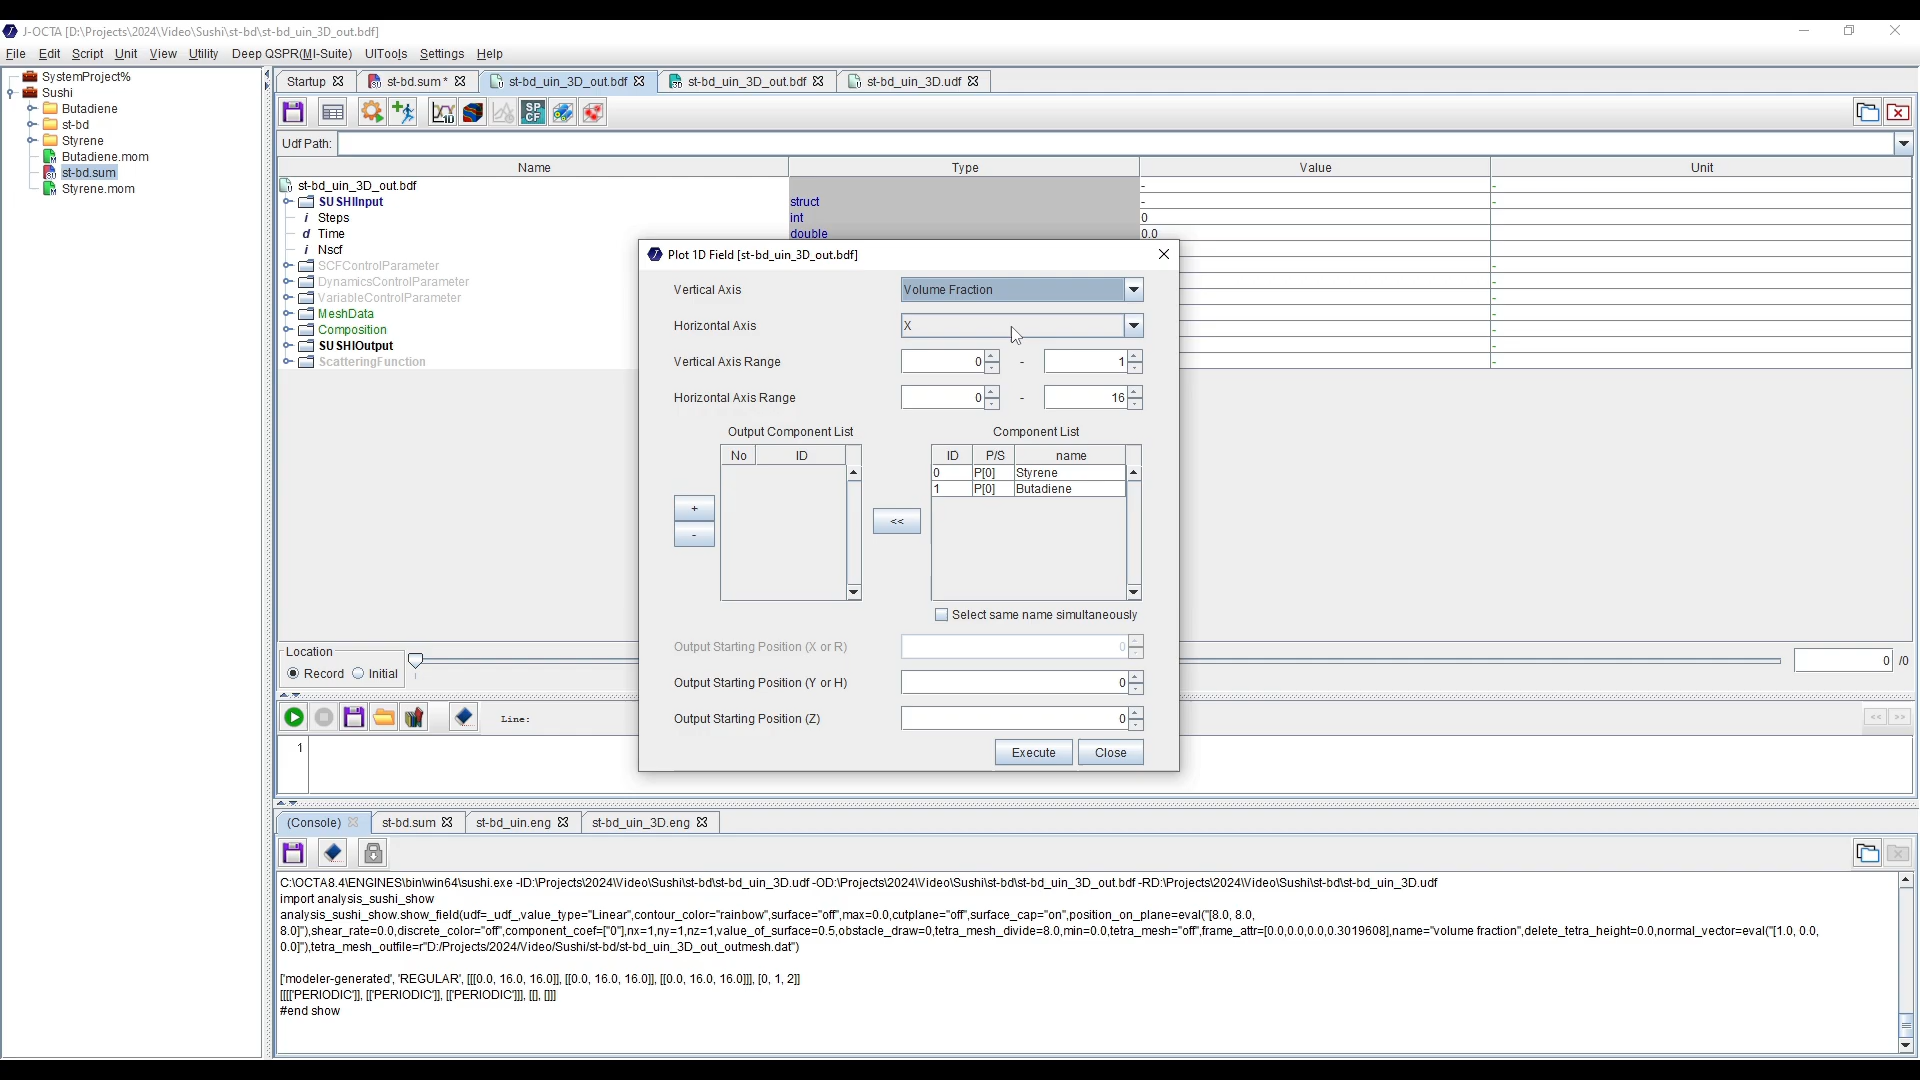 J-OCTA [D:\Projects\2024\Video\Sushi\st-bd\st-bd_uin_3D_out.bdf]
File Edit Script Unit View Utility Deep QSPR(MI-Suite) UITools Settings Help
SystemProject%
Sushi
Butadiene
st-bd
Styrene
Butadiene.mom
st-bd.sum
Styrene.mom
Startup st-bd.sum * st-bd_uin_3D_out.bdf st-bd_uin_3D_out.bdf st-bd_uin_3D.udf
1D SP CF
Udf Path:
Name Type Value Unit
st-bd_uin_3D_out.bdf - -
SUSHIInput struct - -
i Steps int 0
d Time double 0.0
i Nscf
SCFControlParameter -
DynamicsControlParameter -
VariableControlParameter -
MeshData -
Composition -
SUSHIOutput -
ScatteringFunction -
Plot 1D Field [st-bd_uin_3D_out.bdf]
Vertical Axis Volume Fraction
Horizontal Axis X
Vertical Axis Range 0 - 1
Horizontal Axis Range 0 - 16
Output Component List Component List
No ID ID P/S name
0 P[0] Styrene
1 P[0] Butadiene
+
<<
-
Select same name simultaneously
Output Starting Position (X or R) 0
Output Starting Position (Y or H) 0
Output Starting Position (Z) 0
Execute Close
Location
Record Initial 0 /0
Line: << >>
1
(Console) st-bd.sum st-bd_uin.eng st-bd_uin_3D.eng
C:\OCTA8.4\ENGINES\bin\win64\sushi.exe -ID:\Projects\2024\Video\Sushi\st-bd\st-bd_uin_3D.udf -OD:\Projects\2024\Video\Sushi\st-bd\st-bd_uin_3D_out.bdf -RD:\Projects\2024\Video\Sushi\st-bd\st-bd_uin_3D.udf
import analysis_sushi_show
analysis_sushi_show.show_field(udf=_udf_,value_type="Linear",contour_color="rainbow",surface="off",max=0.0,cutplane="off",surface_cap="on",position_on_plane=eval("[8.0, 8.0,
8.0]"),shear_rate=0.0,discrete_color="off",component_coef=["0"],nx=1,ny=1,nz=1,value_of_surface=0.5,obstacle_draw=0,tetra_mesh_divide=8.0,min=0.0,tetra_mesh="off",frame_attr=[0.0,0.0,0.0,0.3019608],name="volume fraction",delete_tetra_height=0.0,normal_vector=eval("[1.0, 0.0,
0.0]"),tetra_mesh_outfile=r"D:/Projects/2024/Video/Sushi/st-bd/st-bd_uin_3D_out_outmesh.dat")
['modeler-generated', 'REGULAR', [[[0.0, 16.0, 16.0]], [[0.0, 16.0, 16.0]], [[0.0, 16.0, 16.0]]], [0, 1, 2]]
[[[['PERIODIC']], [['PERIODIC']], [['PERIODIC']]], [[], []]]
#end show